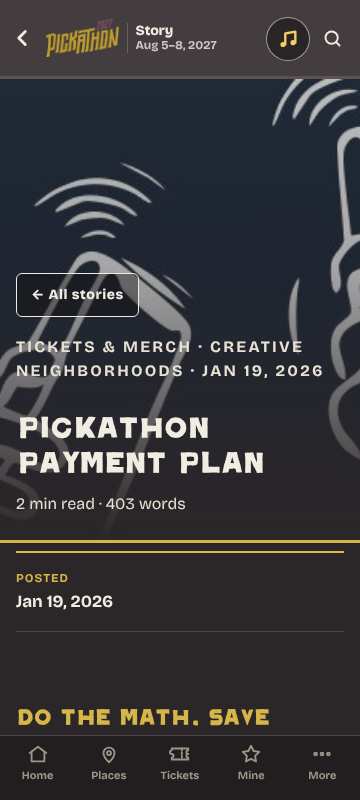 2027
PICKATHON
Story
Aug 5–8, 2027
← All stories
TICKETS & MERCH · CREATIVE
NEIGHBORHOODS · JAN 19, 2026
PICKATHON
PAYMENT PLAN
2 min read · 403 words
POSTED
Jan 19, 2026
DO THE MATH. SAVE
Home
Places
Tickets
Mine
More